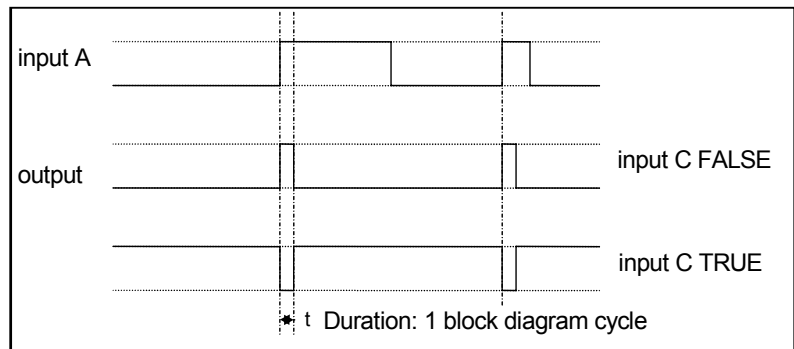 input A
output
input C FALSE
input C TRUE
t Duration: 1 block diagram cycle